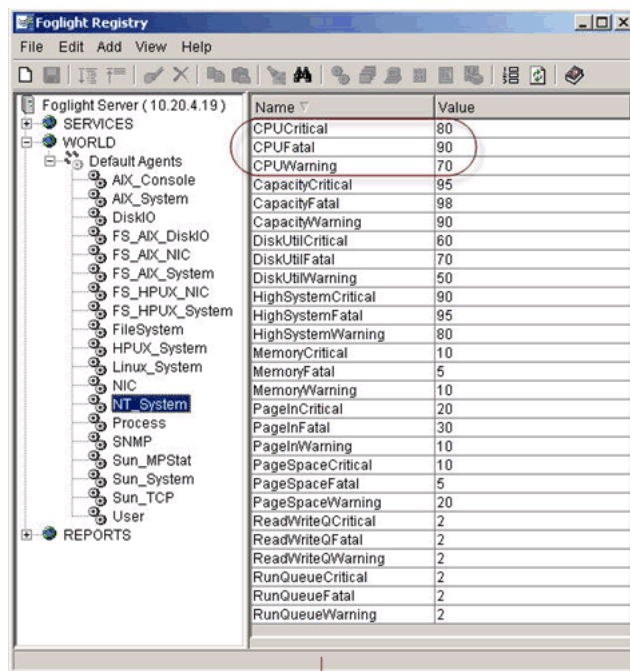 Foglight Registry
File Edit Add View Help
Foglight Server (10.20.4.19)
SERVICES
WORLD
Default Agents
AIX_Console
AIX_System
DiskIO
FS_AIX_DiskIO
FS_AIX_NIC
FS_AIX_System
FS_HPUX_NIC
FS_HPUX_System
FileSystem
HPUX_System
Linux_System
NIC
NT_System
Process
SNMP
Sun_MPStat
Sun_System
Sun_TCP
User
REPORTS
Name Value
CPUCritical 80
CPUFatal 90
CPUWarning 70
CapacityCritical 95
CapacityFatal 98
CapacityWarning 90
DiskUtilCritical 60
DiskUtilFatal 70
DiskUtilWarning 50
HighSystemCritical 90
HighSystemFatal 95
HighSystemWarning 80
MemoryCritical 10
MemoryFatal 5
MemoryWarning 10
PageInCritical 20
PageInFatal 30
PageInWarning 10
PageSpaceCritical 10
PageSpaceFatal 5
PageSpaceWarning 20
ReadWriteQCritical 2
ReadWriteQFatal 2
ReadWriteQWarning 2
RunQueueCritical 2
RunQueueFatal 2
RunQueueWarning 2